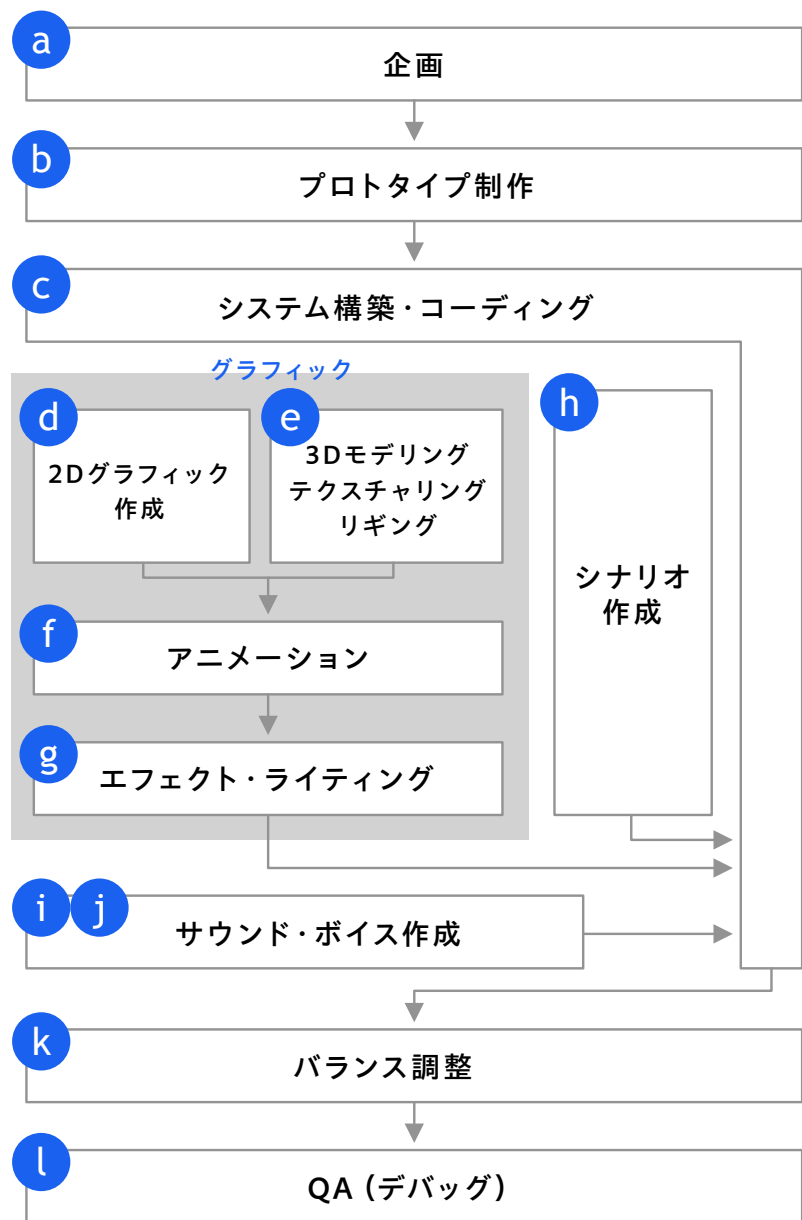 a
企画
b
プロトタイプ制作
c
システム構築・コーディング
グラフィック
d
2Dグラフィック
作成
e
3Dモデリング
テクスチャリング
リギング
f
アニメーション
g
エフェクト・ライティング
h
シナリオ
作成
i j
サウンド・ボイス作成
k
バランス調整
l
QA（デバッグ）